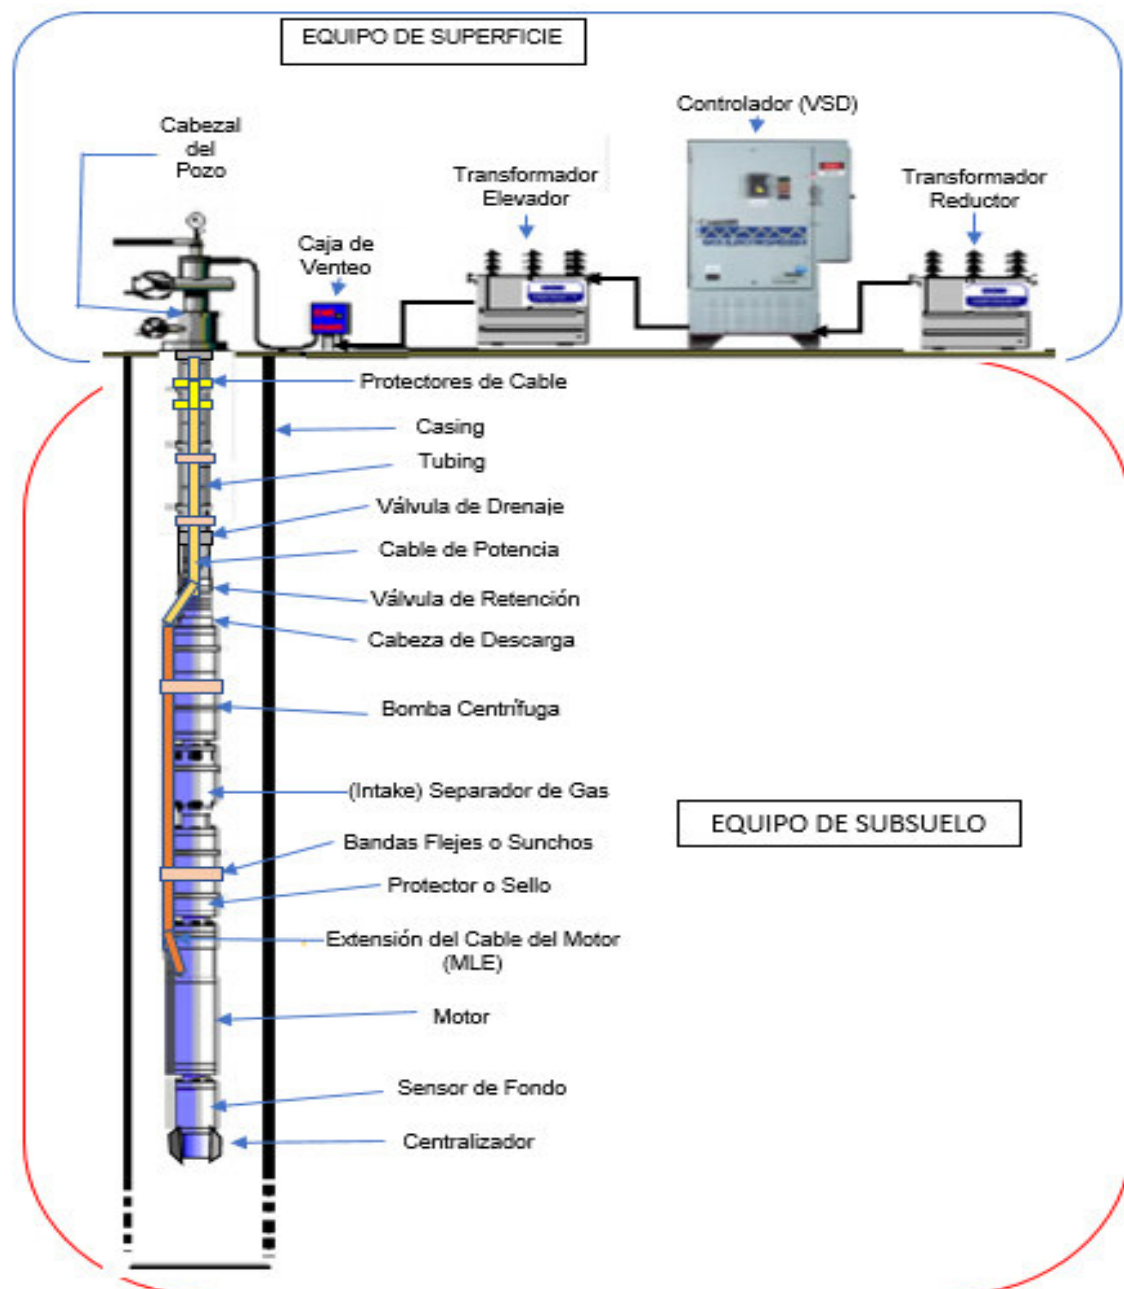 EQUIPO DE SUPERFICIE
Controlador (VSD)
Cabezal
del
Pozo
Transformador
Elevador
Transformador
Reductor
Caja de
Venteo
Protectores de Cable
Casing
Tubing
Válvula de Drenaje
Cable de Potencia
Válvula de Retención
Cabeza de Descarga
Bomba Centrífuga
(Intake) Separador de Gas
EQUIPO DE SUBSUELO
Bandas Flejes o Sunchos
Protector o Sello
Extensión del Cable del Motor
(MLE)
Motor
Sensor de Fondo
Centralizador